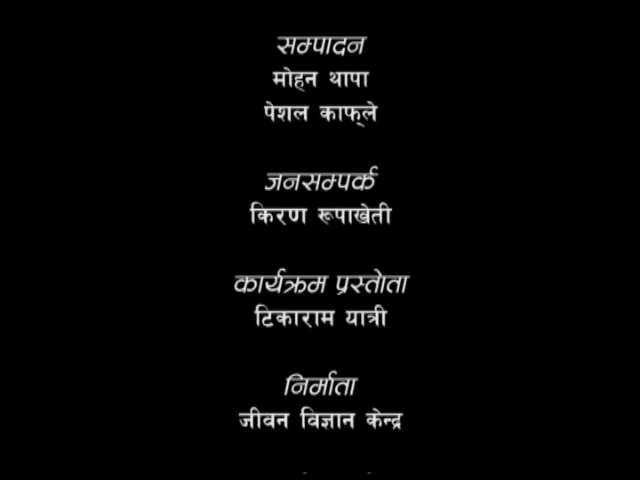 सम्पादन
मोहन थापा
पेशल काफ्ले
जनसम्पर्क
किरण रूपाखेती
कार्यक्रम प्रस्तोता
टिकाराम यात्री
निर्माता
जीवन विज्ञान केन्द्र